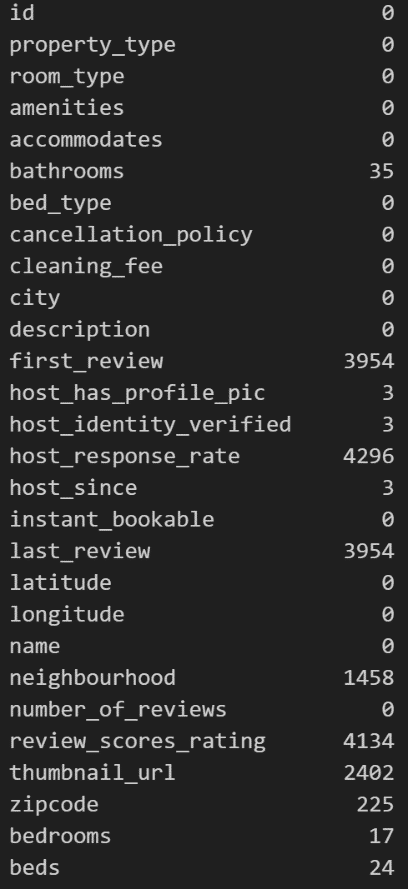 id 0
property_type 0
room_type 0
amenities 0
accommodates 0
bathrooms 35
bed_type 0
cancellation_policy 0
cleaning_fee 0
city 0
description 0
first_review 3954
host_has_profile_pic 3
host_identity_verified 3
host_response_rate 4296
host_since 3
instant_bookable 0
last_review 3954
latitude 0
longitude 0
name 0
neighbourhood 1458
number_of_reviews 0
review_scores_rating 4134
thumbnail_url 2402
zipcode 225
bedrooms 17
beds 24